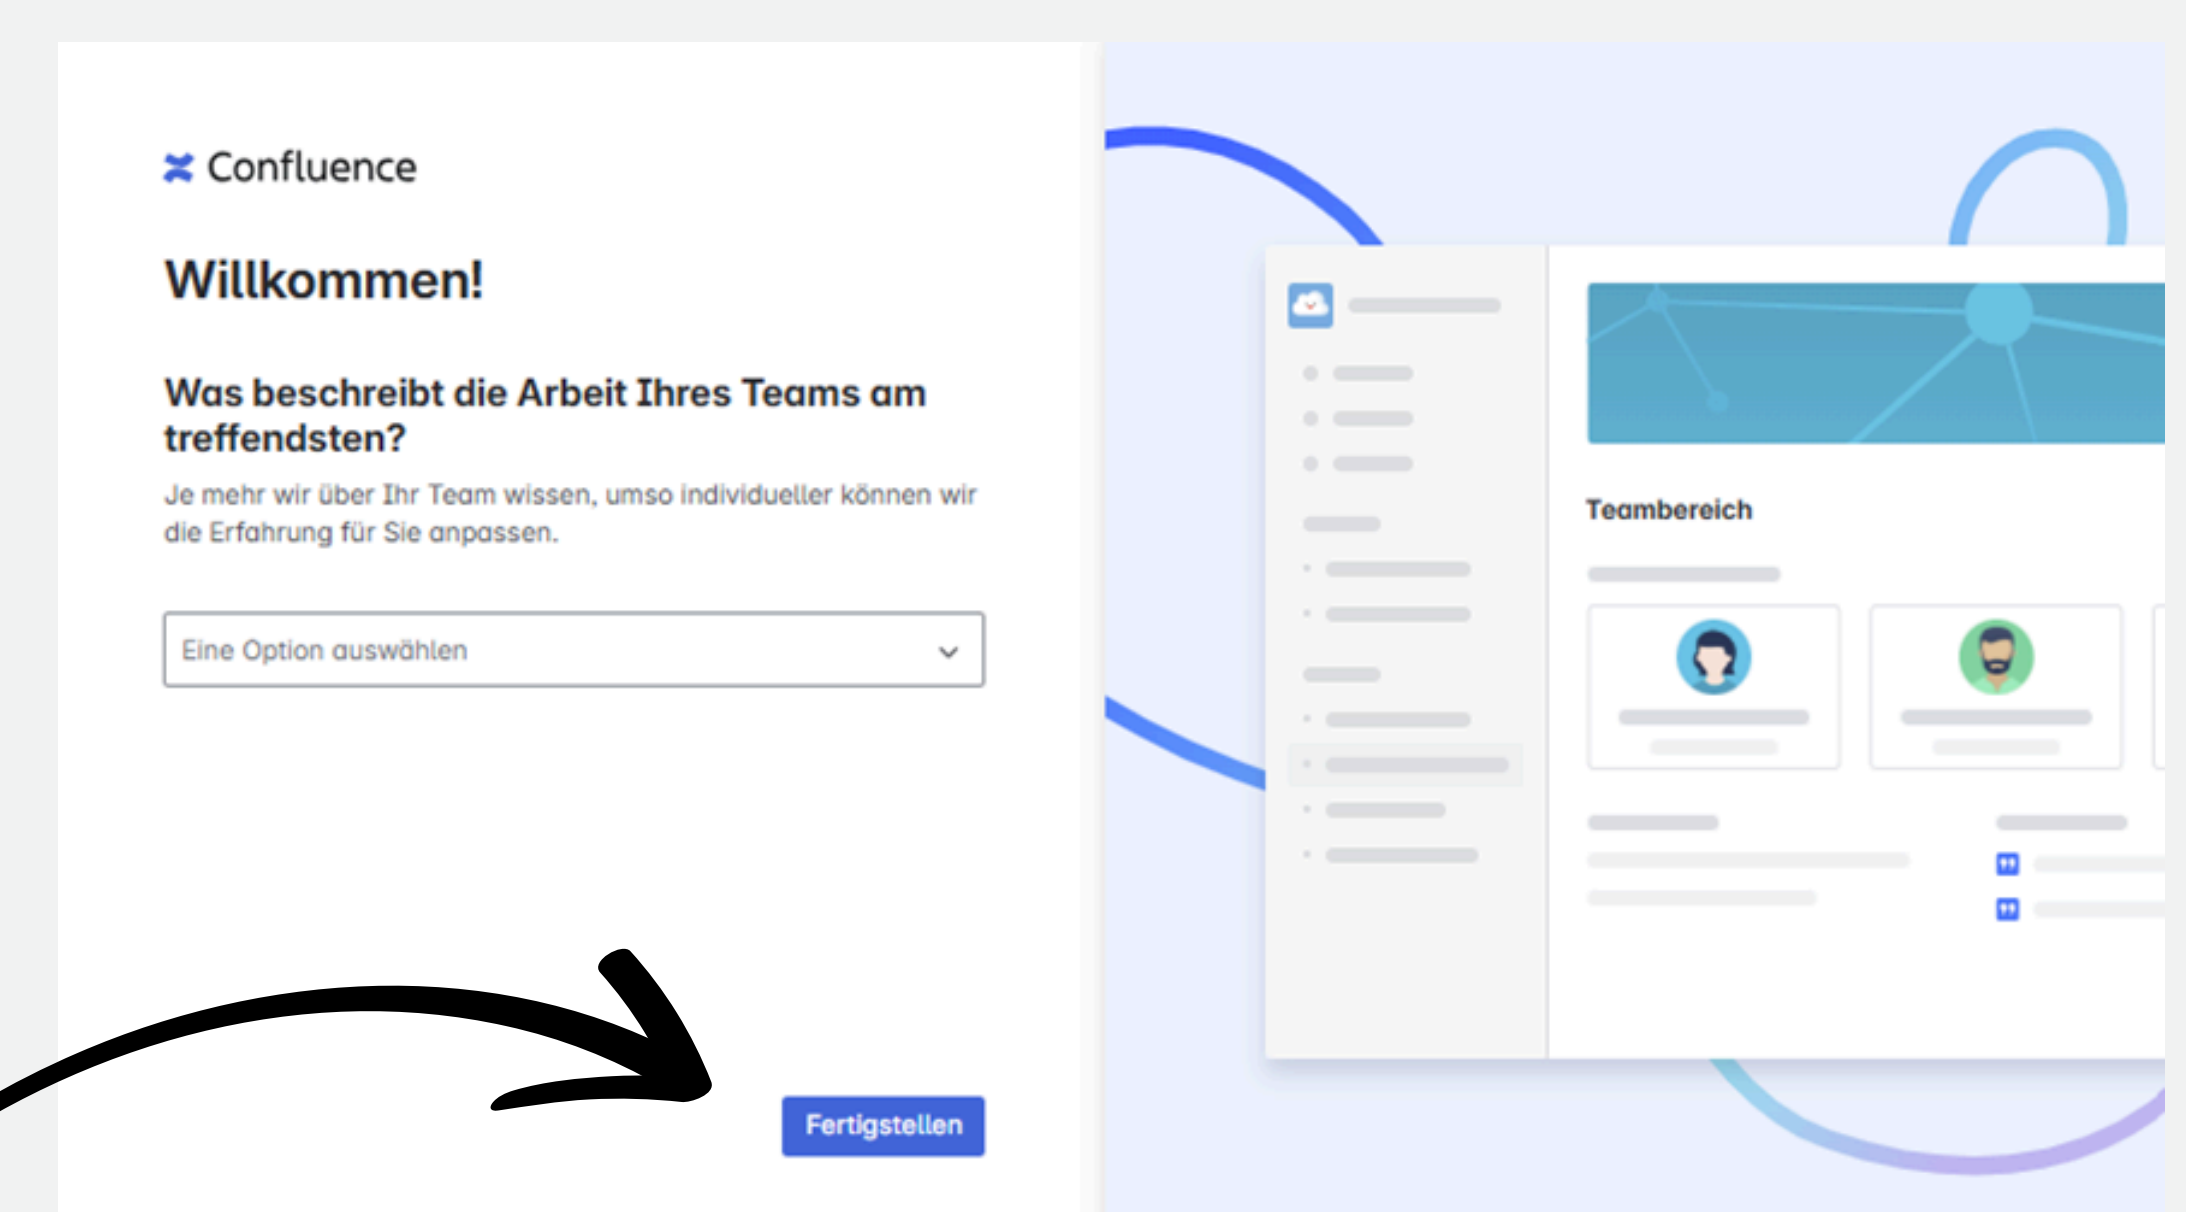 Confluence
Willkommen!
Was beschreibt die Arbeit Ihres Teams am
treffendsten?
Je mehr wir über Ihr Team wissen, umso individueller können wir
die Erfahrung für Sie anpassen.
Eine Option auswählen
Fertigstellen
Teambereich